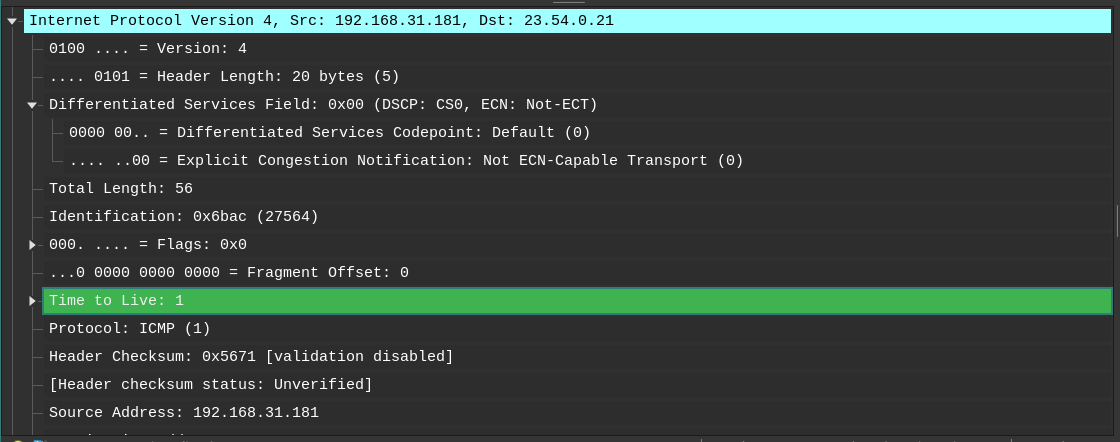 Internet Protocol Version 4, Src: 192.168.31.181, Dst: 23.54.0.21
0100 .... = Version: 4
.... 0101 = Header Length: 20 bytes (5)
Differentiated Services Field: 0x00 (DSCP: CS0, ECN: Not-ECT)
0000 00.. = Differentiated Services Codepoint: Default (0)
.... ..00 = Explicit Congestion Notification: Not ECN-Capable Transport (0)
Total Length: 56
Identification: 0x6bac (27564)
000. .... = Flags: 0x0
...0 0000 0000 0000 = Fragment Offset: 0
Time to Live: 1
Protocol: ICMP (1)
Header Checksum: 0x5671 [validation disabled]
[Header checksum status: Unverified]
Source Address: 192.168.31.181